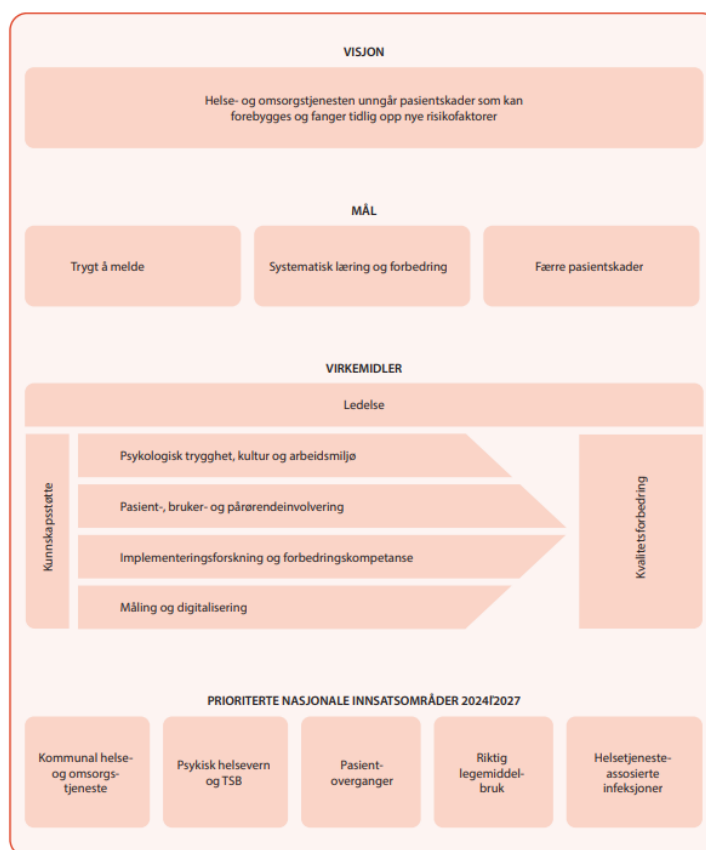 VISJON
Helse- og omsorgstjenesten unngår pasientskader som kan
forebygges og fanger tidlig opp nye risikofaktorer
MÅL
Trygt å melde
Systematisk læring og forbedring
Færre pasientskader
VIRKEMIDLER
Ledelse
Kunnskapsstøtte
Psykologisk trygghet, kultur og arbeidsmiljø
Pasient-, bruker- og pårørendeinvolvering
Implementeringsforskning og forbedringskompetanse
Måling og digitalisering
Kvalitetsforbedring
PRIORITERTE NASJONALE INNSATSOMRÅDER 2024ľ2027
Kommunal helse-
og omsorgs-
tjeneste
Psykisk helsevern
og TSB
Pasient-
overganger
Riktig
legemiddel-
bruk
Helsetjeneste-
assosierte
infeksjoner